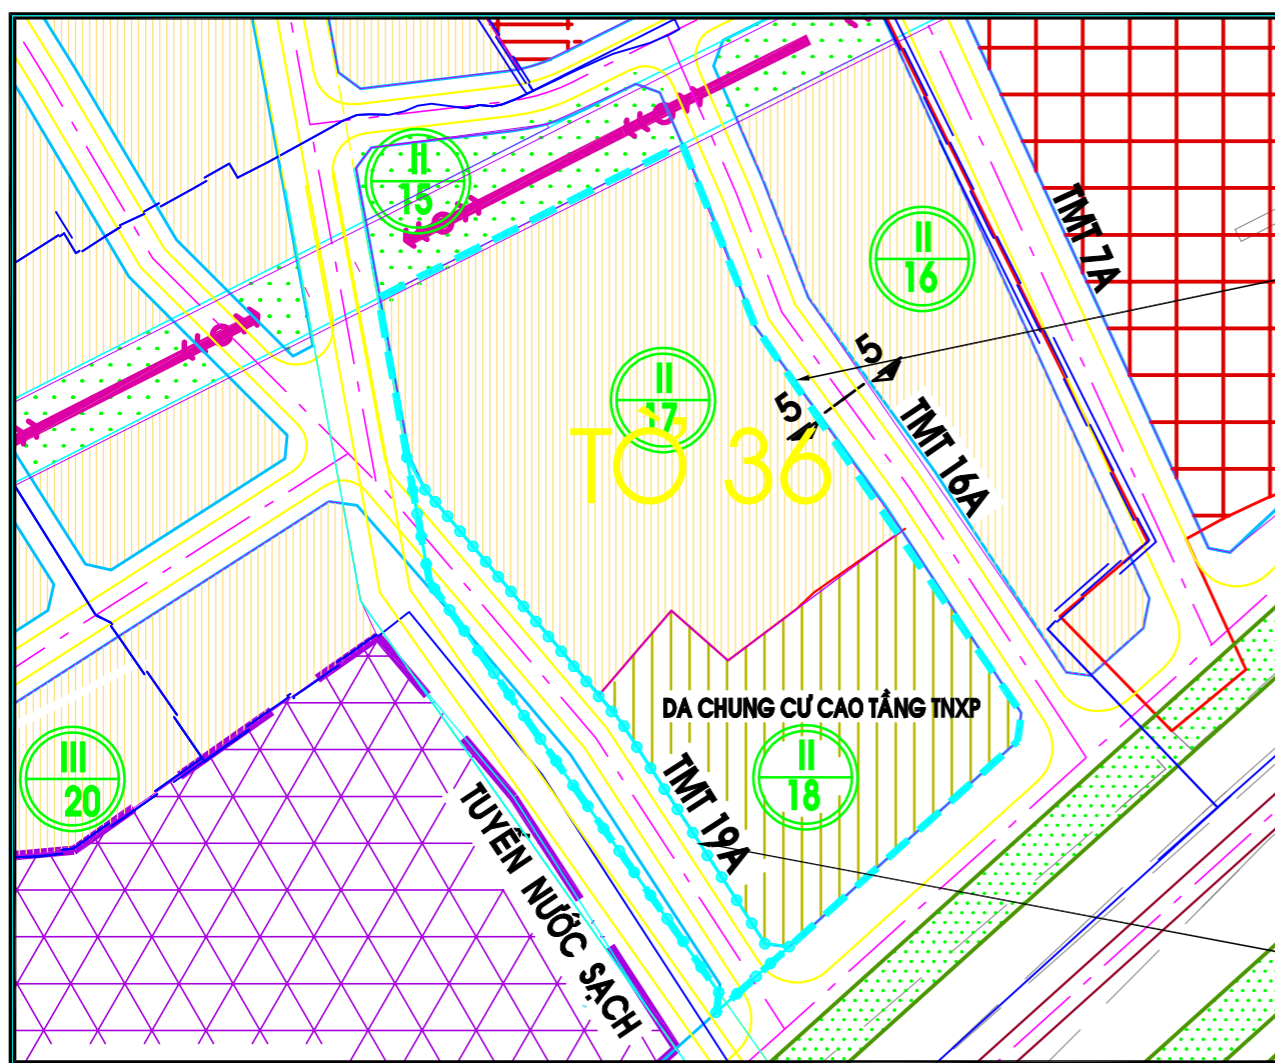 II
15
TMT 7A
II
16
5
5
II
17
TỜ 36
TMT 16A
DA CHUNG CƯ CAO TẦNG TNXP
II
18
III
20
TMT 19A
TUYẾN NƯỚC SẠCH